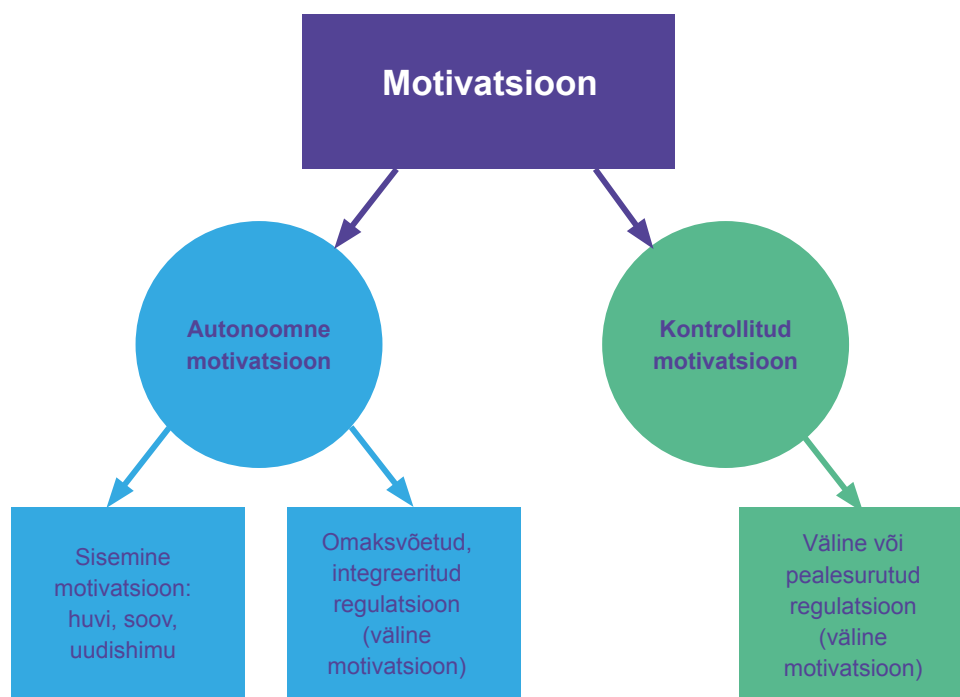 Motivatsioon
Autonoomne
motivatsioon
Kontrollitud
motivatsioon
Sisemine
motivatsioon:
huvi, soov,
uudishimu
Omaksvõetud,
integreeritud
regulatsioon
(väline
motivatsioon)
Väline või
pealesurutud
regulatsioon
(väline
motivatsioon)